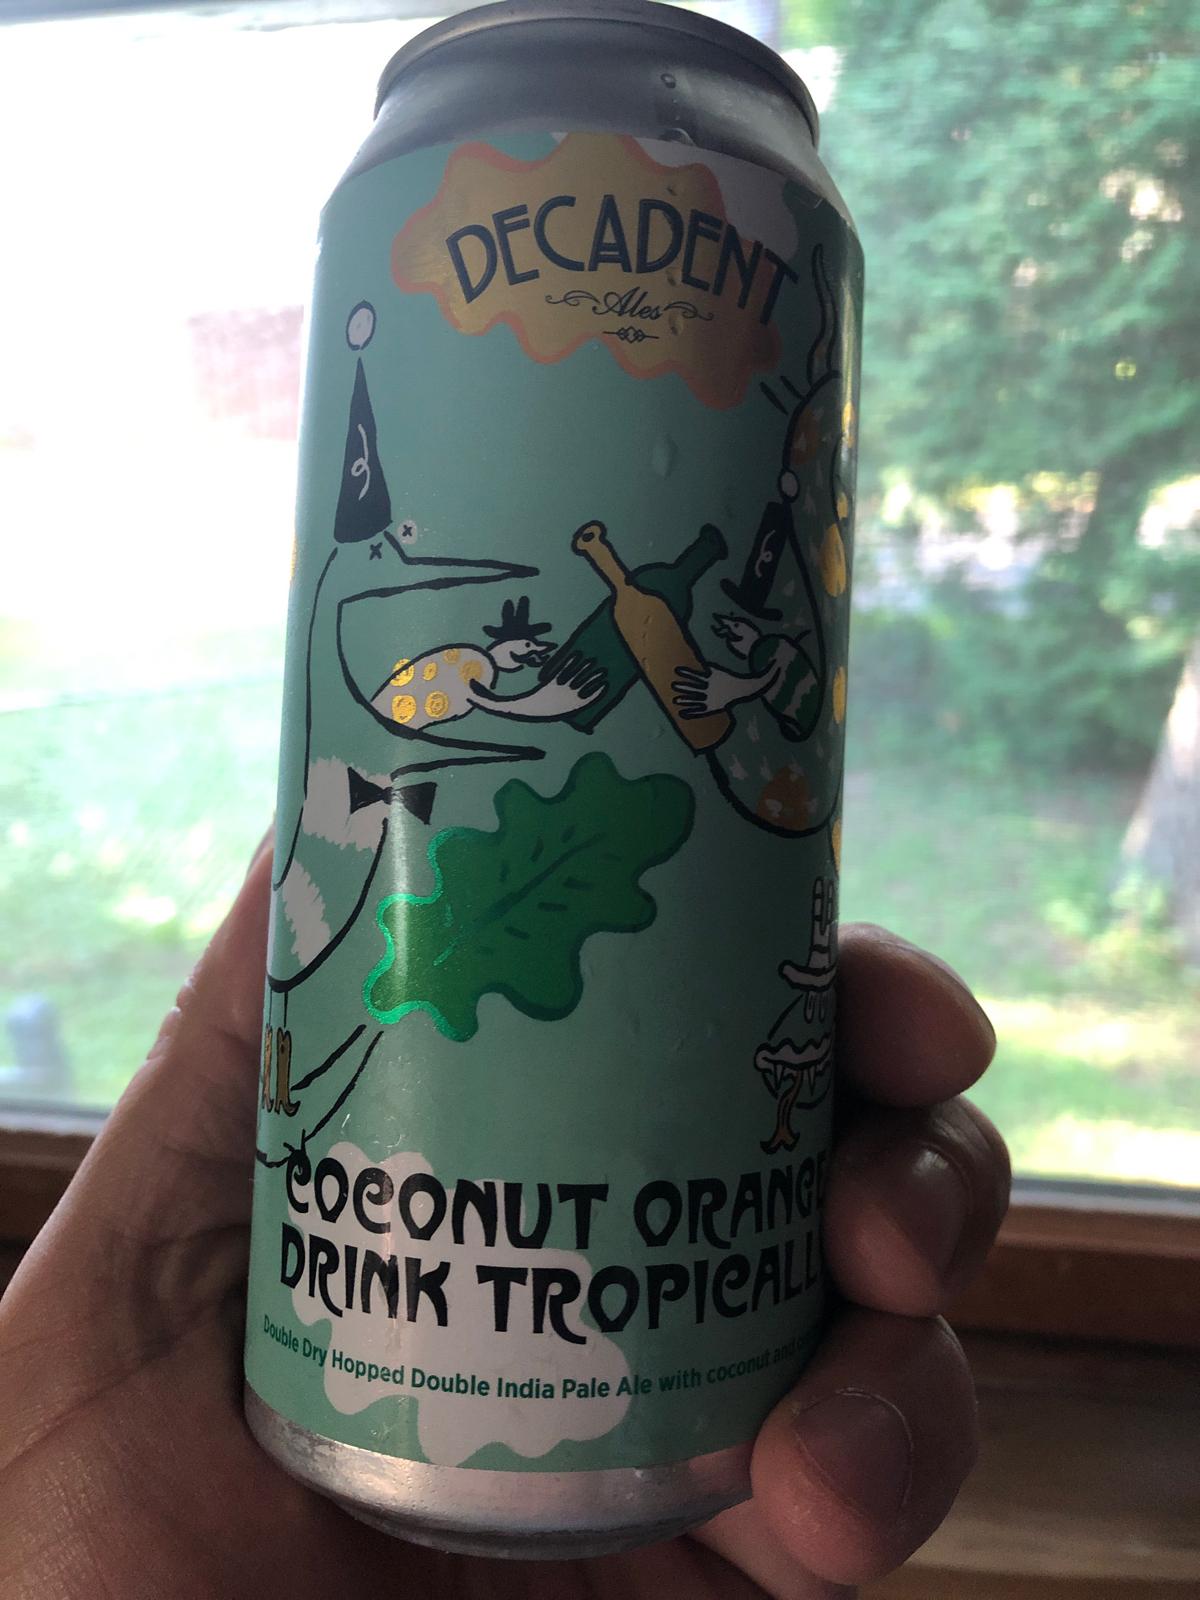 DECADENT
Ales
COCONUT ORANGE
DRINK TROPICALL
Double Dry Hopped Double India Pale Ale with coconut and